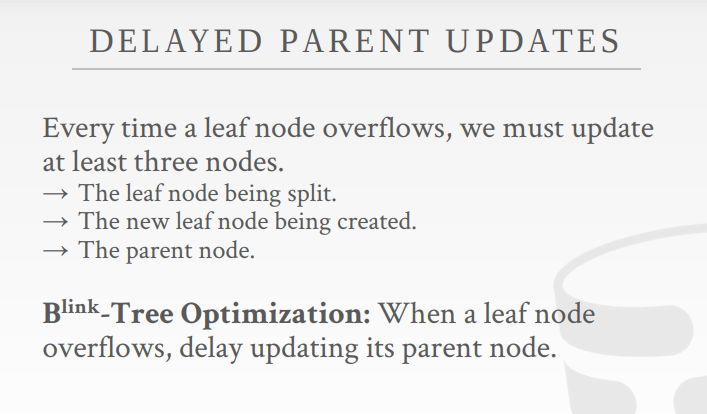 DELAYED PARENT UPDATES
Every time a leaf node overflows, we must update
at least three nodes.
→ The leaf node being split.
→ The new leaf node being created.
→ The parent node.
Bˡⁱⁿᵏ-Tree Optimization: When a leaf node
overflows, delay updating its parent node.